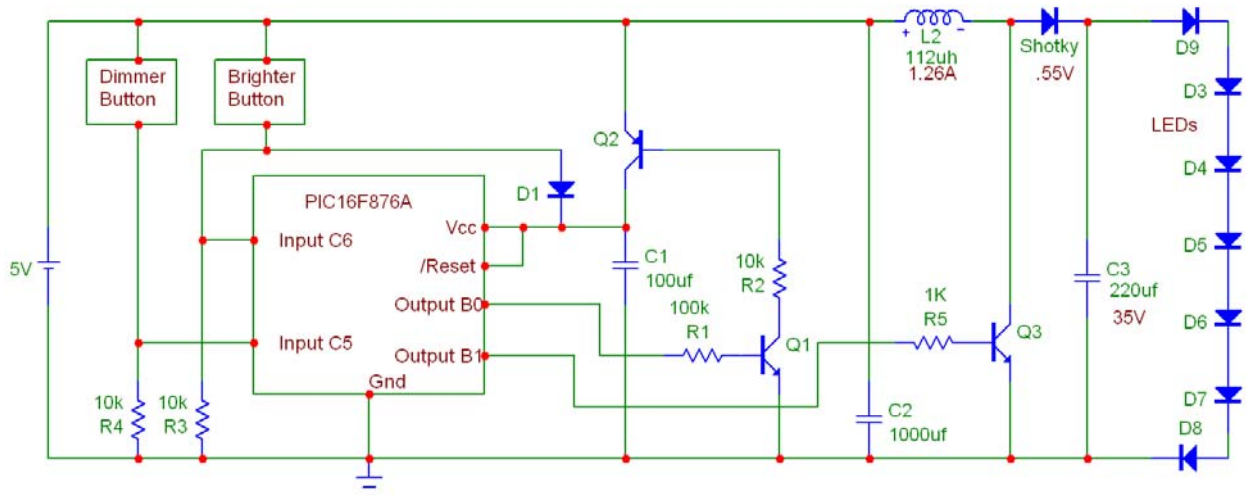 Dimmer
Button
Brighter
Button
+ L2 -
112uh
1.26A
Shotky
.55V
D9
D3
LEDs
D4
D5
D6
D7
D8
Q2
D1
PIC16F876A
Vcc
Input C6
/Reset
Output B0
Input C5
Output B1
Gnd
5V
C1
100uf
10k
R2
100k
R1
Q1
1K
R5
Q3
C3
220uf
35V
10k
R4
10k
R3
C2
1000uf